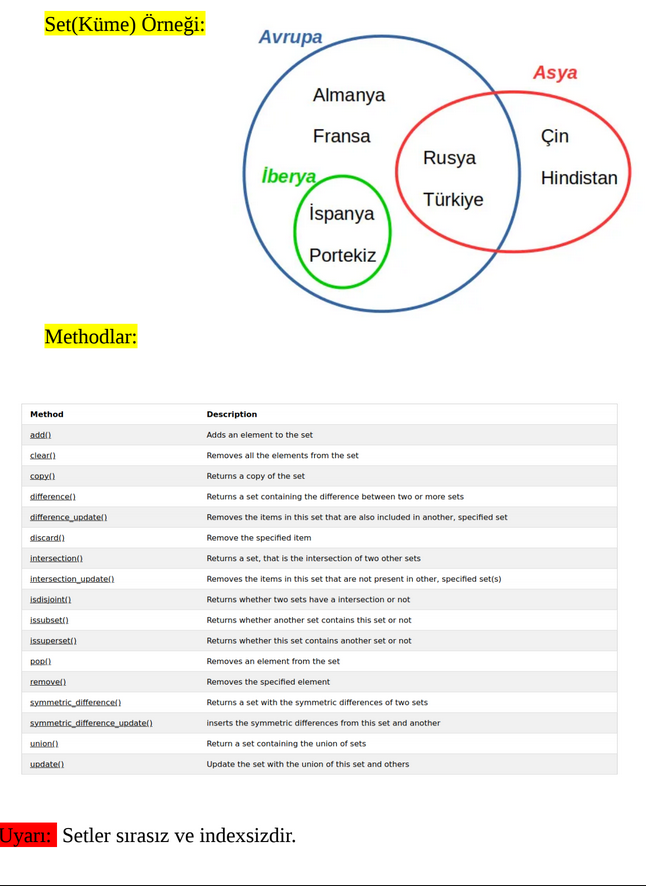 Set(Küme) Örneği:
Avrupa
Asya
Almanya
Fransa
Rusya
Türkiye
Çin
Hindistan
İberya
İspanya
Portekiz
Methodlar:
Method Description
add() Adds an element to the set
clear() Removes all the elements from the set
copy() Returns a copy of the set
difference() Returns a set containing the difference between two or more sets
difference_update() Removes the items in this set that are also included in another, specified set
discard() Remove the specified item
intersection() Returns a set, that is the intersection of two other sets
intersection_update() Removes the items in this set that are not present in other, specified set(s)
isdisjoint() Returns whether two sets have a intersection or not
issubset() Returns whether another set contains this set or not
issuperset() Returns whether this set contains another set or not
pop() Removes an element from the set
remove() Removes the specified element
symmetric_difference() Returns a set with the symmetric differences of two sets
symmetric_difference_update() inserts the symmetric differences from this set and another
union() Return a set containing the union of sets
update() Update the set with the union of this set and others
Uyarı: Setler sırasız ve indexsizdir.